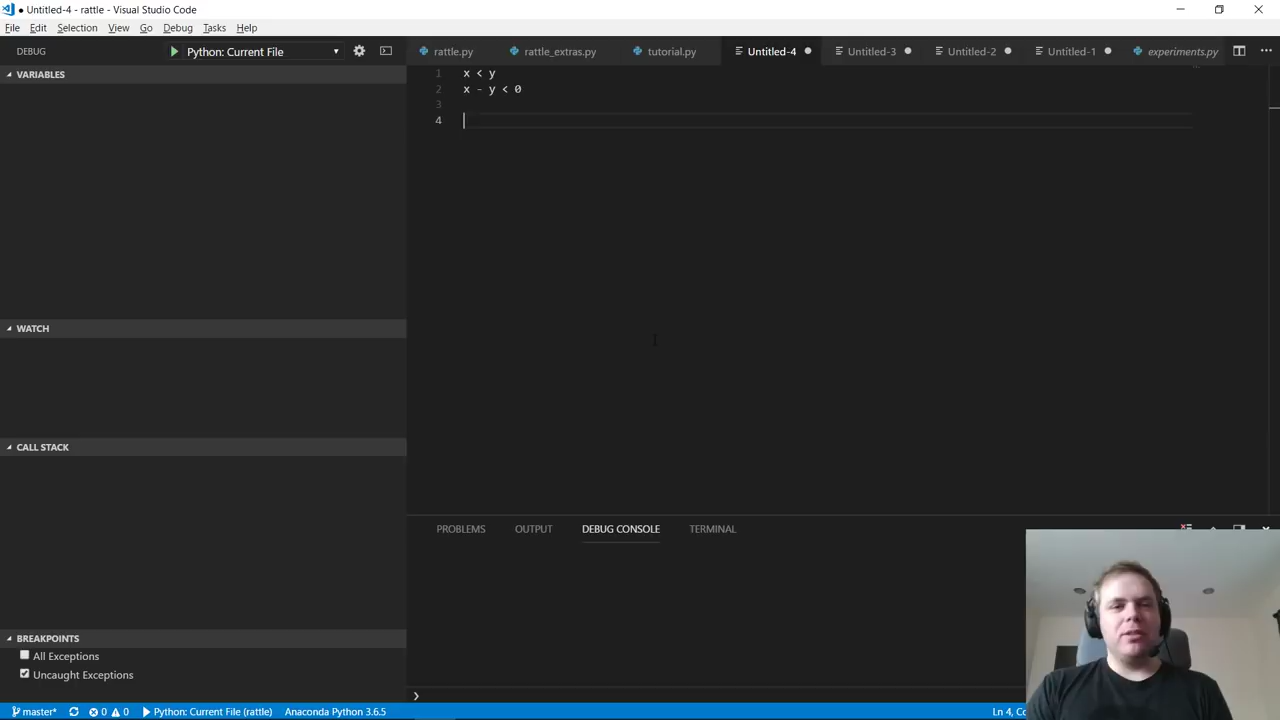 ● Untitled-4 - rattle - Visual Studio Code
File Edit Selection View Go Debug Tasks Help
DEBUG Python: Current File rattle.py rattle_extras.py tutorial.py Untitled-4 Untitled-3 Untitled-2 Untitled-1 experiments.py
VARIABLES
1 x < y
2 x - y < 0
3
4
WATCH
CALL STACK
PROBLEMS OUTPUT DEBUG CONSOLE TERMINAL
BREAKPOINTS
All Exceptions
Uncaught Exceptions
master* 0 0 Python: Current File (rattle) Anaconda Python 3.6.5 Ln 4,